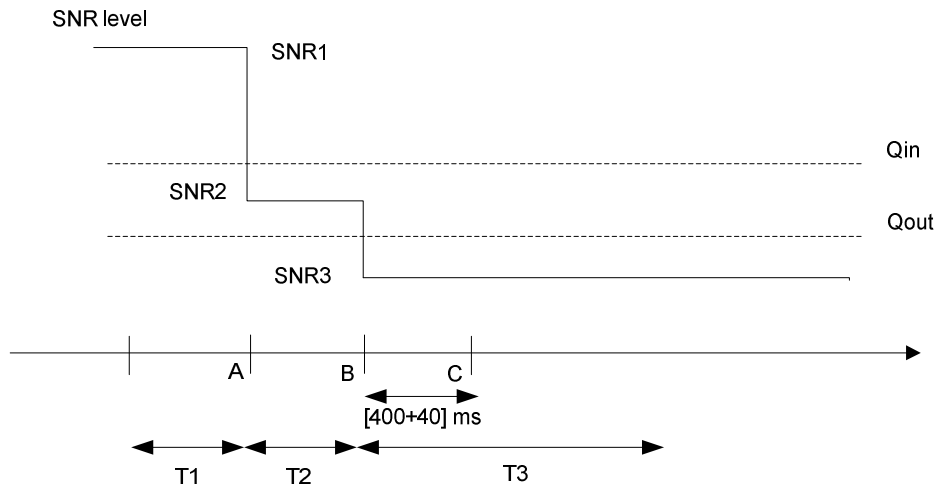 SNR level
SNR1
Qin
SNR2
Qout
SNR3
A
B
C
[400+40] ms
T1
T2
T3